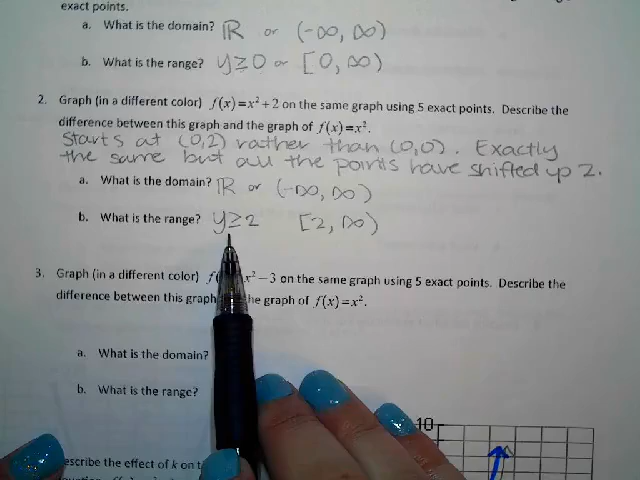 exact points.
a. What is the domain? ℝ or (-∞, ∞)
b. What is the range? y≥0 or [0, ∞)
2. Graph (in a different color) f(x)=x²+2 on the same graph using 5 exact points. Describe the
difference between this graph and the graph of f(x)=x².
Starts at (0,2) rather than (0,0). Exactly
the same but all the points have shifted up 2.
a. What is the domain? ℝ or (-∞, ∞)
b. What is the range? y≥2 [2, ∞)
3. Graph (in a different color) x²−3 on the same graph using 5 exact points. Describe the
difference between this graph the graph of f(x)=x².
a. What is the domain?
b. What is the range?
10
escribe the effect of k on